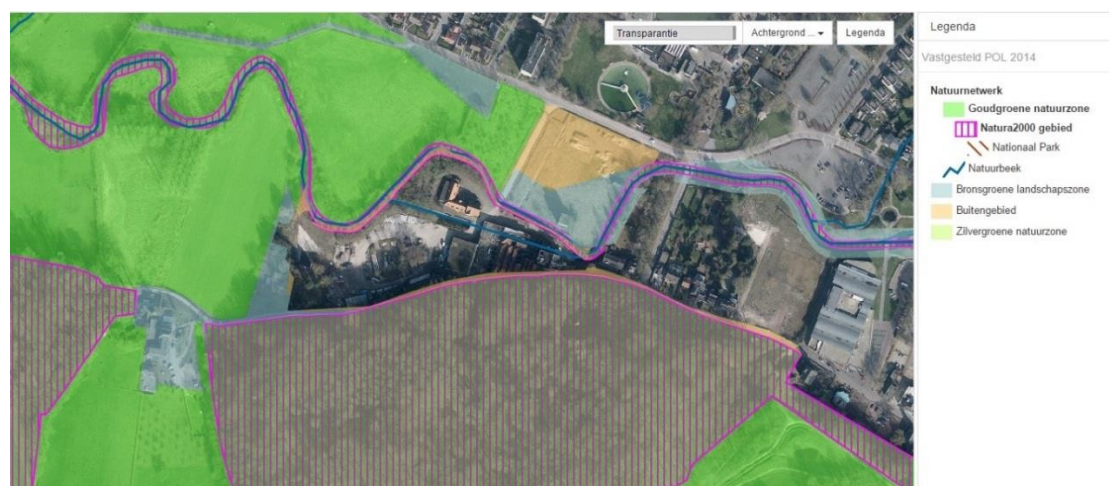 Transparantie
Achtergrond ...
Legenda
Legenda
Vastgesteld POL 2014
Natuurnetwerk
Goudgroene natuurzone
Natura2000 gebied
Nationaal Park
Natuurbeek
Bronsgroene landschapszone
Buitengebied
Zilvergroene natuurzone